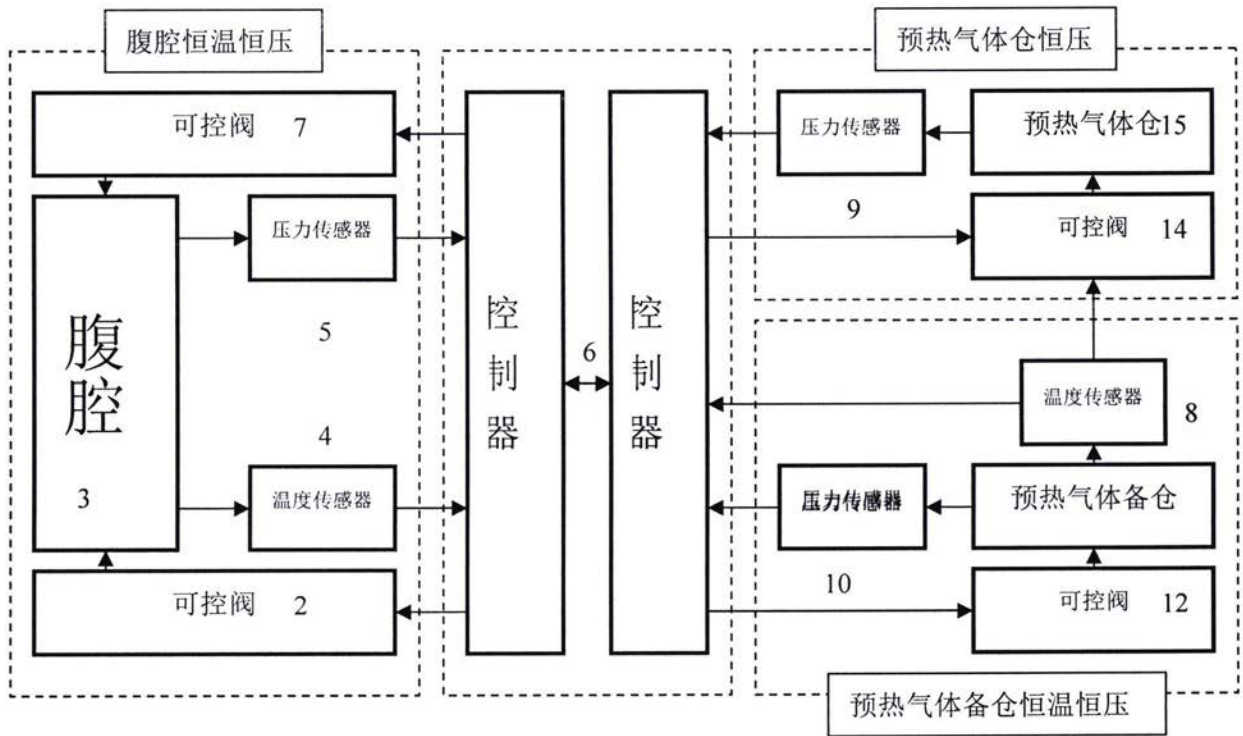 腹腔恒温恒压
可控阀 7
压力传感器
5
腹腔
3
4
温度传感器
可控阀 2
控制器
6
控制器
预热气体仓恒压
压力传感器
预热气体仓15
9
可控阀 14
温度传感器
8
压力传感器
预热气体备仓
10
可控阀 12
预热气体备仓恒温恒压